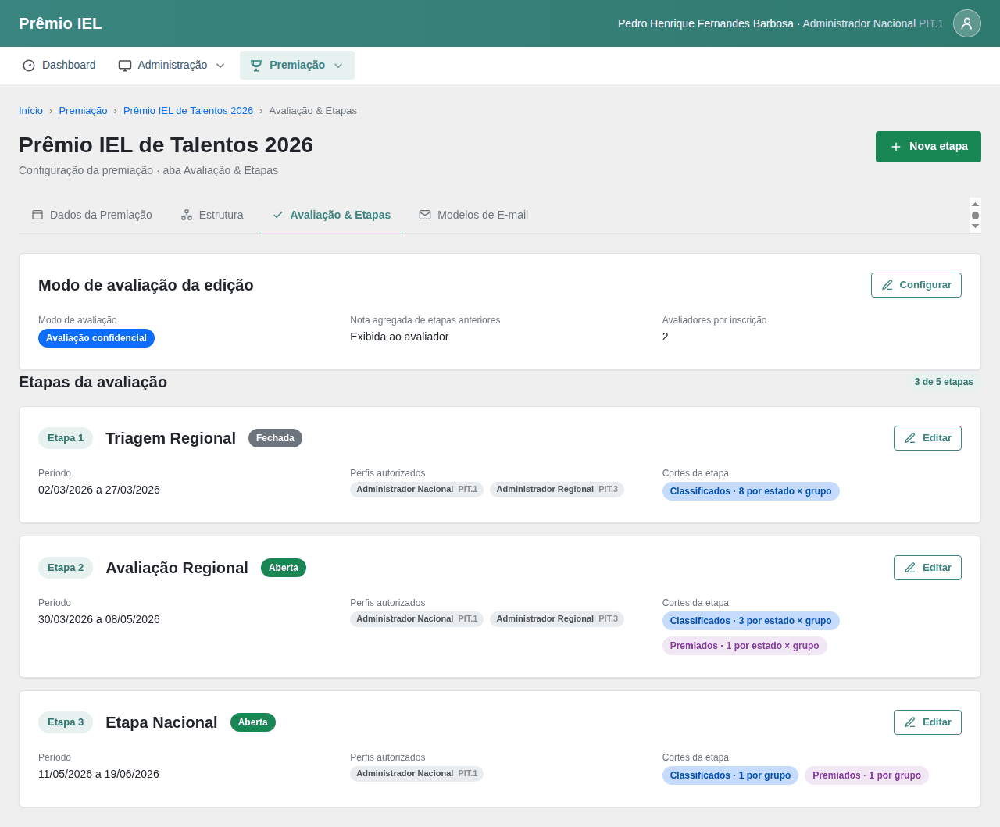 Prêmio IEL
Pedro Henrique Fernandes Barbosa · Administrador Nacional PIT.1
Dashboard
Administração
Premiação
Início › Premiação › Prêmio IEL de Talentos 2026 › Avaliação & Etapas
Prêmio IEL de Talentos 2026
Nova etapa
Configuração da premiação · aba Avaliação & Etapas
Dados da Premiação
Estrutura
Avaliação & Etapas
Modelos de E-mail
Modo de avaliação da edição
Configurar
Modo de avaliação
Avaliação confidencial
Nota agregada de etapas anteriores
Exibida ao avaliador
Avaliadores por inscrição
2
Etapas da avaliação
3 de 5 etapas
Etapa 1
Triagem Regional
Fechada
Editar
Período
02/03/2026 a 27/03/2026
Perfis autorizados
Administrador Nacional PIT.1
Administrador Regional PIT.3
Cortes da etapa
Classificados · 8 por estado × grupo
Etapa 2
Avaliação Regional
Aberta
Editar
Período
30/03/2026 a 08/05/2026
Perfis autorizados
Administrador Nacional PIT.1
Administrador Regional PIT.3
Cortes da etapa
Classificados · 3 por estado × grupo
Premiados · 1 por estado × grupo
Etapa 3
Etapa Nacional
Aberta
Editar
Período
11/05/2026 a 19/06/2026
Perfis autorizados
Administrador Nacional PIT.1
Cortes da etapa
Classificados · 1 por grupo
Premiados · 1 por grupo